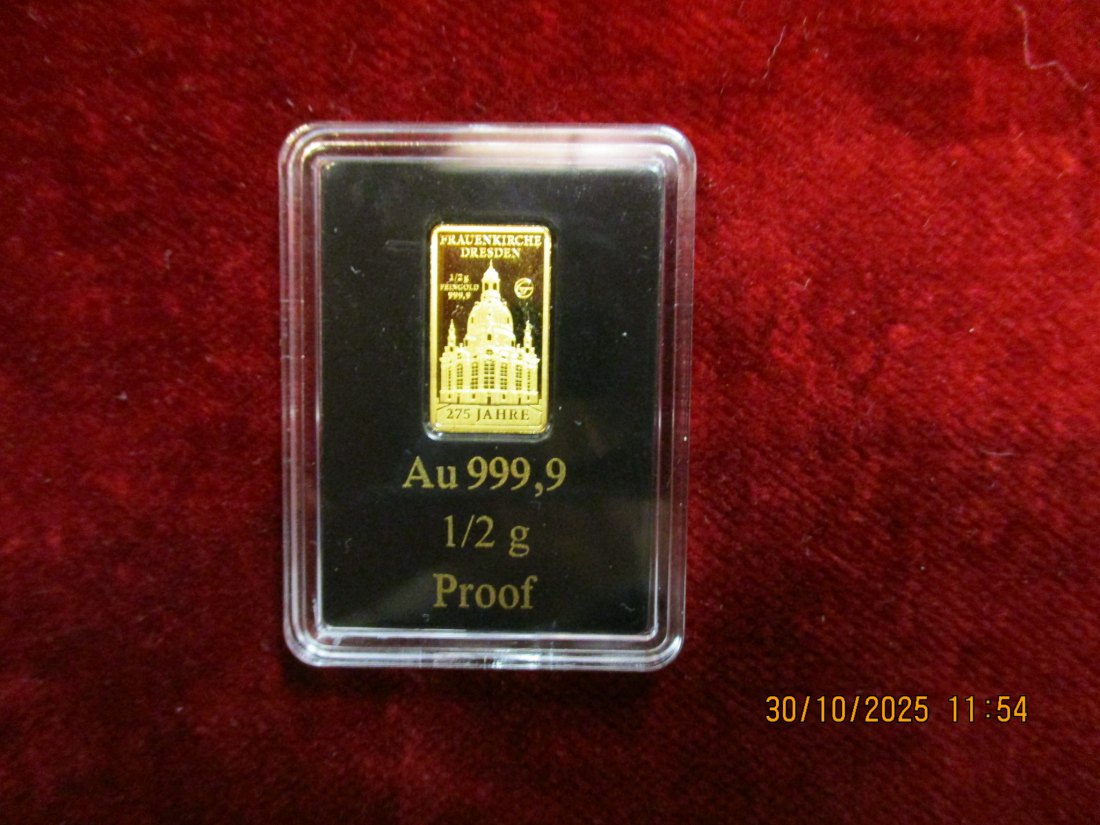 FRAUENKIRCHE
DRESDEN
1/2 g
FEINGOLD
999,9
275 JAHRE
Au 999,9
1/2 g
Proof
30/10/2025 11:54